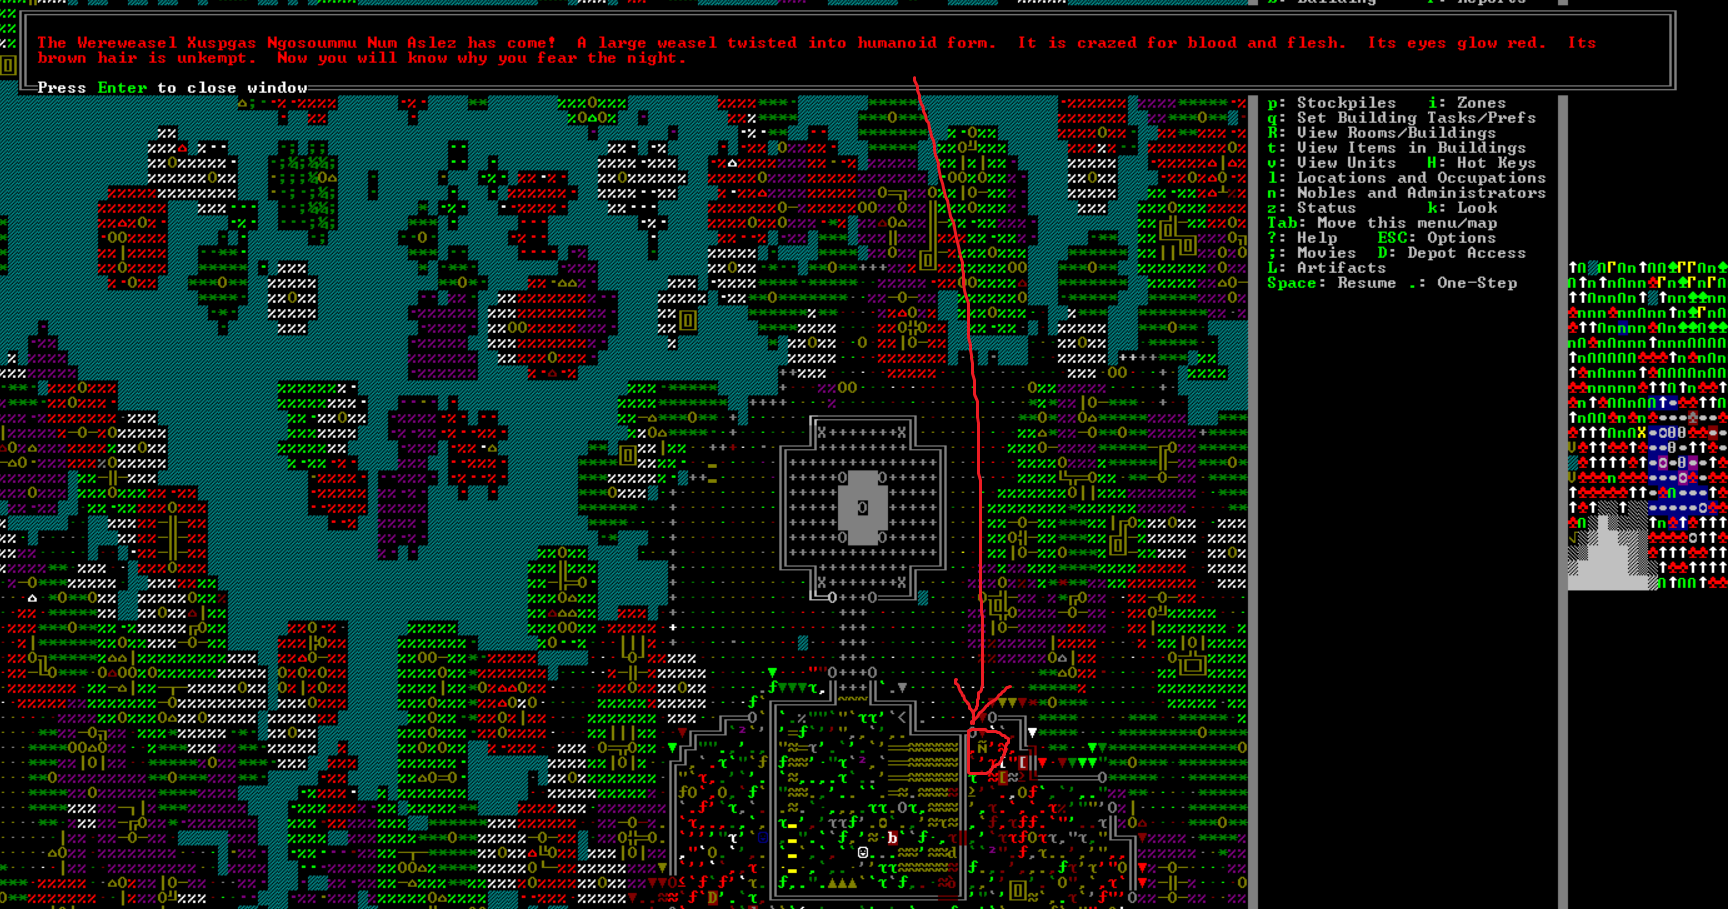 The Wereweasel Xuspgas Ngosoummu Num Aslez has come!  A large weasel twisted into humanoid form.  It is crazed for blood and flesh.  Its eyes glow red.  Its
brown hair is unkempt.  Now you will know why you fear the night.
Press Enter to close window
p: Stockpiles   i: Zones
q: Set Building Tasks/Prefs
R: View Rooms/Buildings
t: View Items in Buildings
v: View Units  H: Hot Keys
l: Locations and Occupations
n: Nobles and Administrators
z: Status      k: Look
Tab: Move this menu/map
?: Help    ESC: Options
;: Movies  D: Depot Access
L: Artifacts
Space: Resume .: One-Step